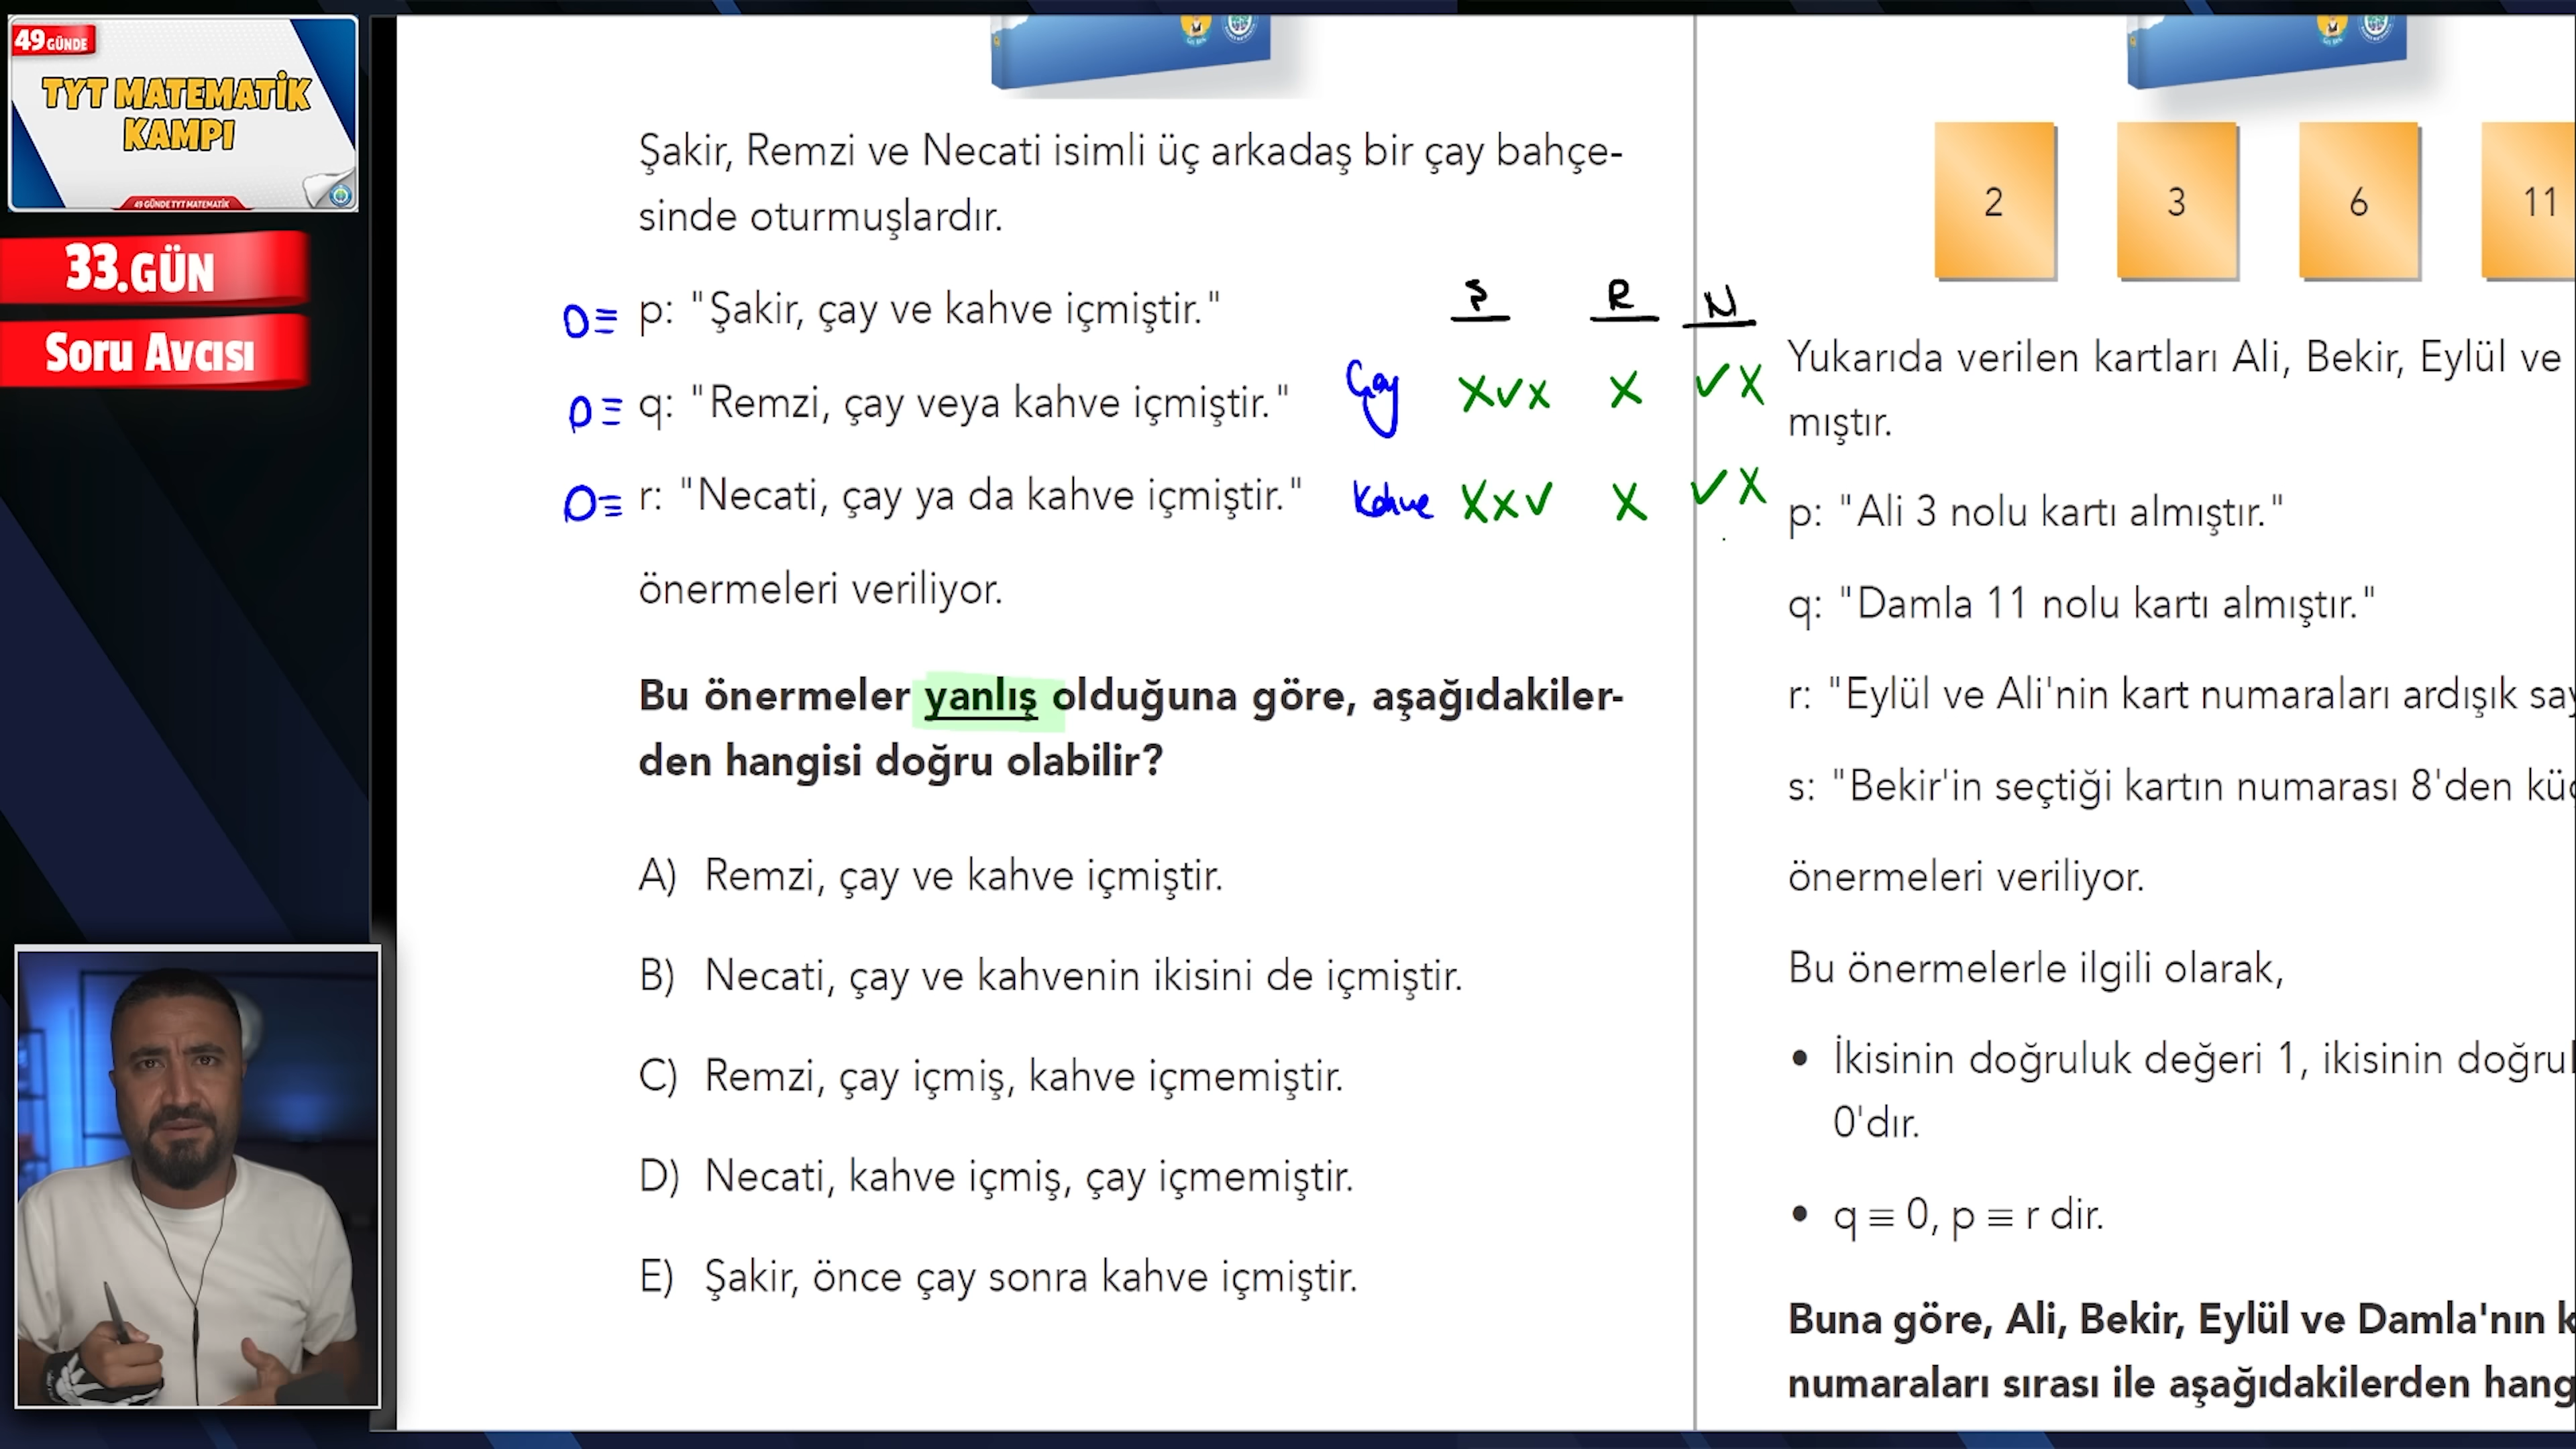 49 GÜNDE
TYT MATEMATİK
KAMPI
49 GÜNDE TYT MATEMATİK
33.GÜN
Soru Avcısı
Şakir, Remzi ve Necati isimli üç arkadaş bir çay bahçe-
sinde oturmuşlardır.
0≡ p: "Şakir, çay ve kahve içmiştir."
0≡ q: "Remzi, çay veya kahve içmiştir."
0≡ r: "Necati, çay ya da kahve içmiştir."
Ş R N
Çay X✓X X ✓X
Kahve XX✓ X ✓X
önermeleri veriliyor.
Bu önermeler yanlış olduğuna göre, aşağıdakiler-
den hangisi doğru olabilir?
A) Remzi, çay ve kahve içmiştir.
B) Necati, çay ve kahvenin ikisini de içmiştir.
C) Remzi, çay içmiş, kahve içmemiştir.
D) Necati, kahve içmiş, çay içmemiştir.
E) Şakir, önce çay sonra kahve içmiştir.
2 3 6 11
Yukarıda verilen kartları Ali, Bekir, Eylül ve
mıştır.
p: "Ali 3 nolu kartı almıştır."
q: "Damla 11 nolu kartı almıştır."
r: "Eylül ve Ali'nin kart numaraları ardışık
s: "Bekir'in seçtiği kartın numarası 8'den
önermeleri veriliyor.
Bu önermelerle ilgili olarak,
• İkisinin doğruluk değeri 1, ikisinin
0'dır.
• q ≡ 0, p ≡ r dir.
Buna göre, Ali, Bekir, Eylül ve Damla'nın
numaraları sırası ile aşağıdakilerden